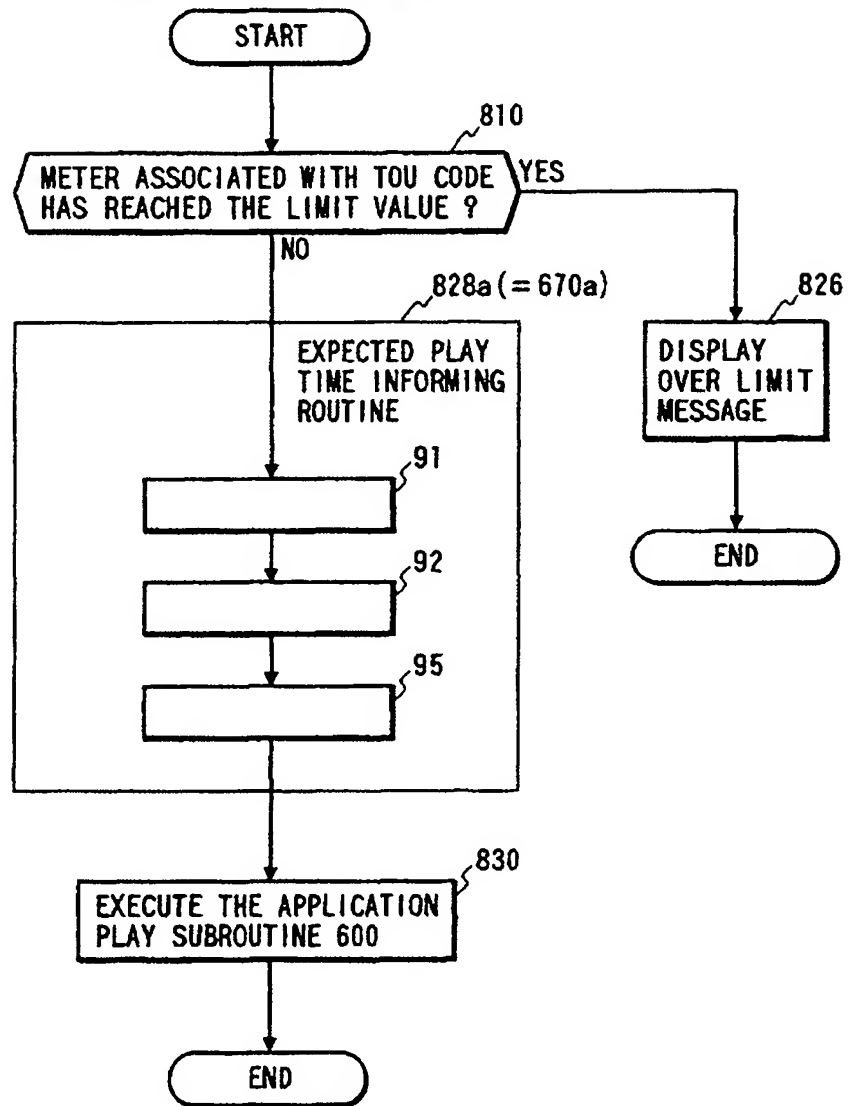 START
810
METER ASSOCIATED WITH TOU CODE
HAS REACHED THE LIMIT VALUE ?
YES
NO
828a(=670a)
826
EXPECTED PLAY
TIME INFORMING
ROUTINE
DISPLAY
OVER LIMIT
MESSAGE
91
92
END
95
830
EXECUTE THE APPLICATION
PLAY SUBROUTINE 600
END